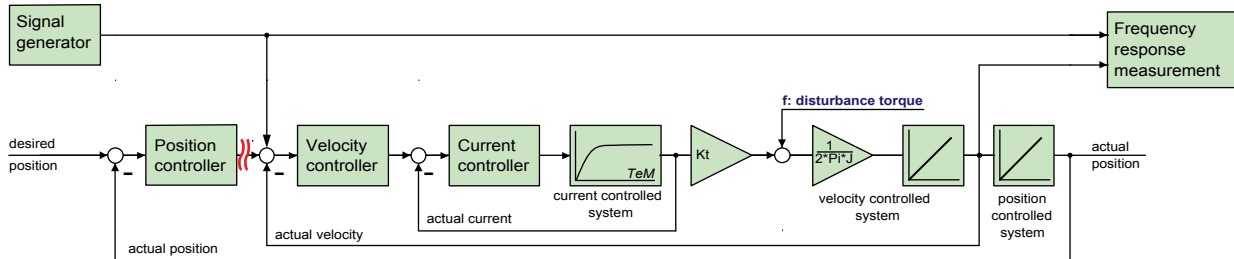 Signal
generator
Frequency
response
measurement
f: disturbance torque
desired
position
Position
controller
Velocity
controller
Current
controller
TeM
current controlled
system
Kt
1
2*Pi*J
velocity controlled
system
position
controlled
system
actual
position
-
-
-
actual current
actual velocity
actual position